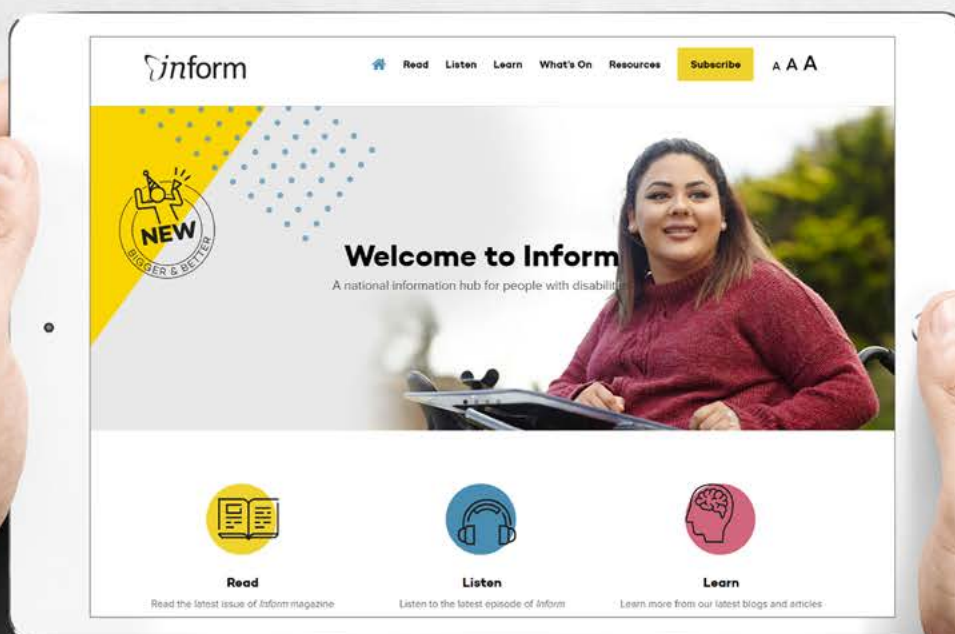 inform
Read Listen Learn What's On Resources Subscribe A A A
NEW
BIGGER & BETTER
Welcome to Inform
A national information hub for people with disabilit
Read
Listen
Learn
Read the latest issue of Inform magazine
Listen to the latest episode of Inform
Learn more from our latest blogs and articles